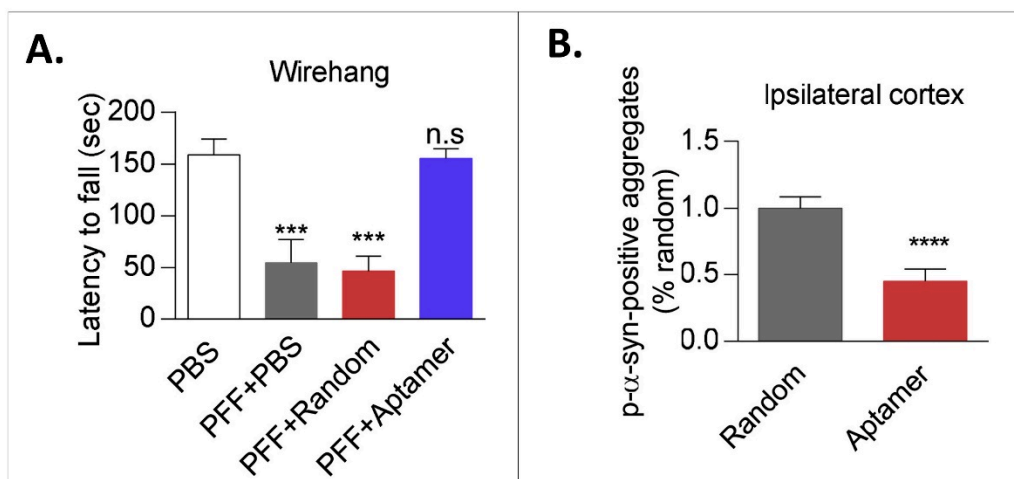 A.
Wirehang
Latency to fall (sec)
200
150
100
50
0
***
***
n.s
PBS
PFF+PBS
PFF+Random
PFF+Aptamer
B.
Ipsilateral cortex
p-α-syn-positive aggregates
(% random)
1.5
1.0
0.5
0.0
****
Random
Aptamer